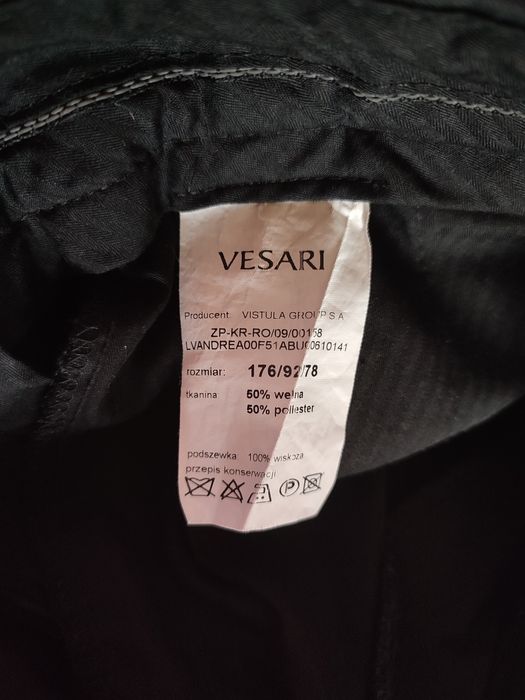 VESARI
Producent: VISTULA GROUP S.A.
ZP-KR-RO/09/00158
LVANDREA00F51ABU00610141
rozmiar: 176/92/78
tkanina: 50% wełna
50% poliester
podszewka: 100% wiskoza
przepis konserwacji
P